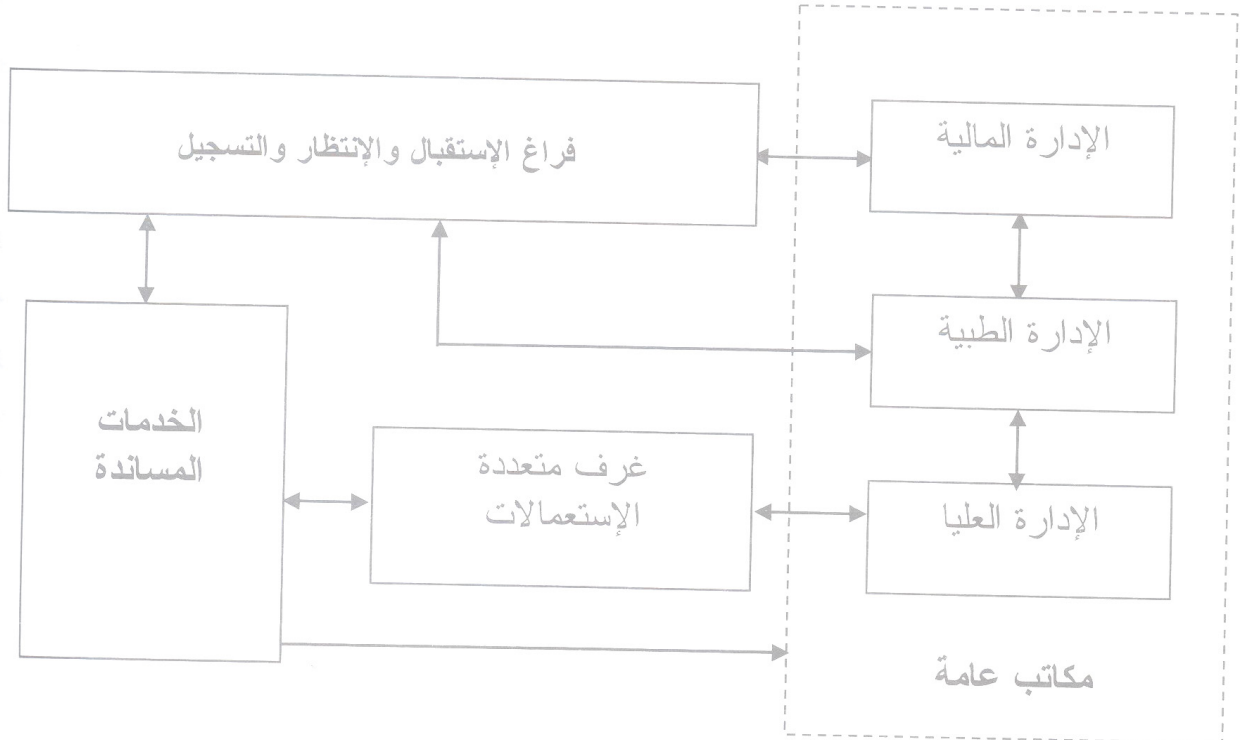 فراغ الإستقبال والإنتظار والتسجيل
الإدارة المالية
الإدارة الطبية
الخدمات
المساندة
غرف متعددة
الإستعمالات
الإدارة العليا
مكاتب عامة